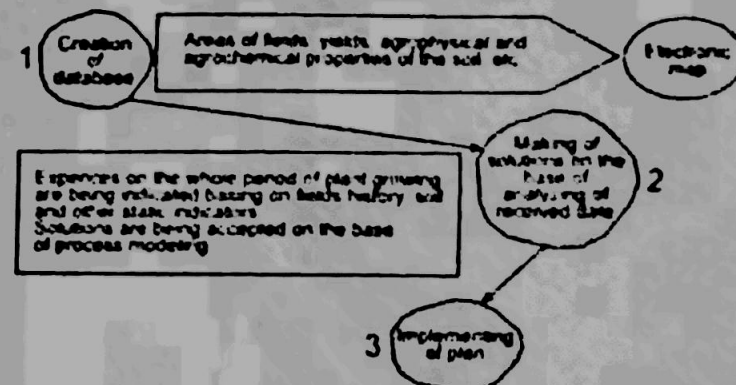 1
Creation
of
database
Areas of fields, yields, agrophysical and
agrochemical properties of the soil, etc.
Electronic
map
Making of
solutions on the
base of
analyzing of
received date
2
Expences on the whole period of plant growing
are being indicated basing on fields history, soil
and other static indicators
Solutions are being accepted on the base
of process modeling
3
Implementing
of plan